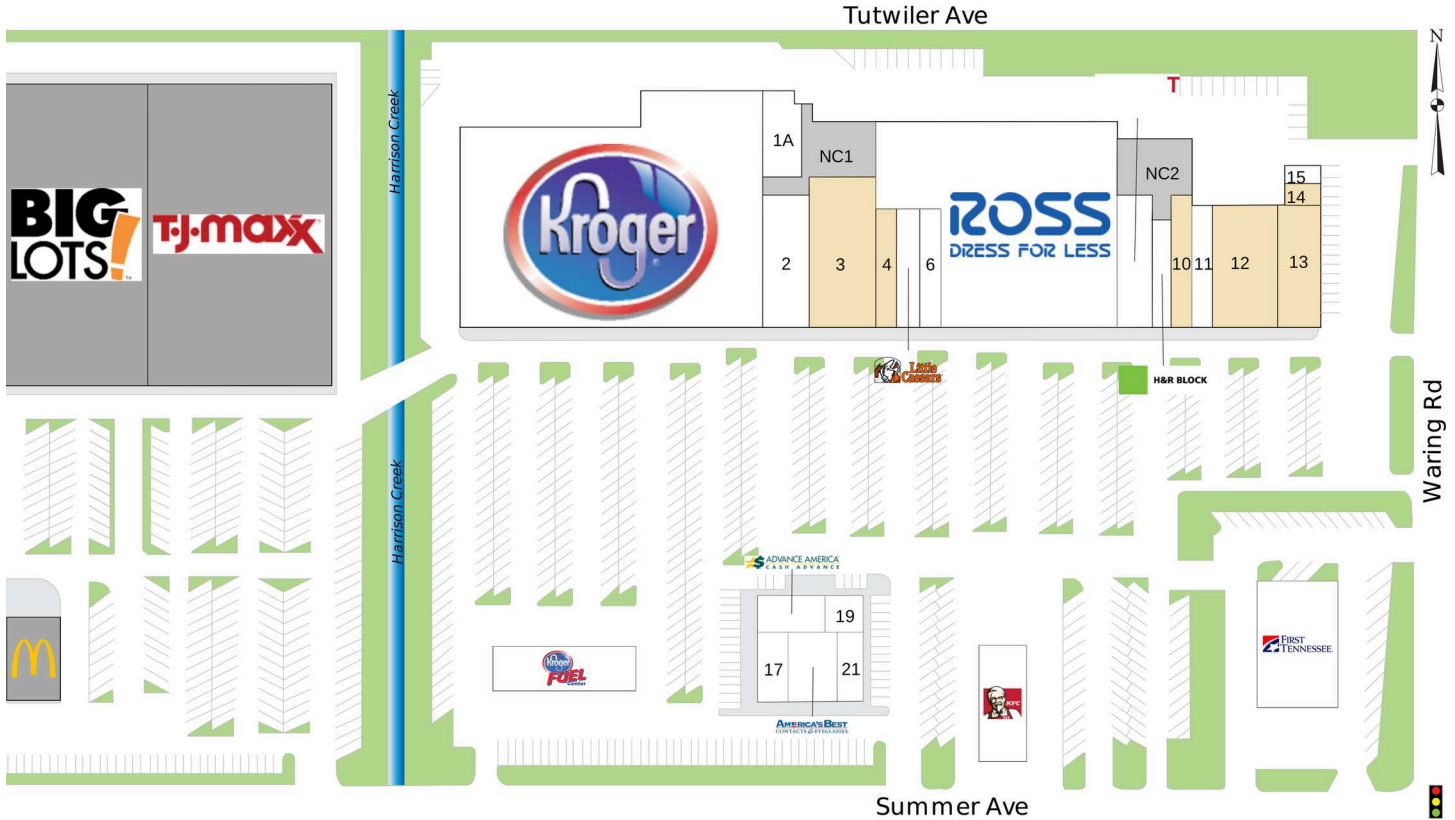 Tutwiler Ave
N
T
Harrison Creek
1A
NC1
NC2
15
14
BIG
LOTS!
T·J·maxx
Kroger
ROSS
DRESS FOR LESS
2
3
4
6
10
11
12
13
Little
Caesars
H&R BLOCK
Waring Rd
Harrison Creek
ADVANCE AMERICA
CASH ADVANCE
19
17
21
Kroger
FUEL
Center
FIRST
TENNESSEE
KFC
AMERICA'S BEST
CONTACTS & EYEGLASSES
Summer Ave